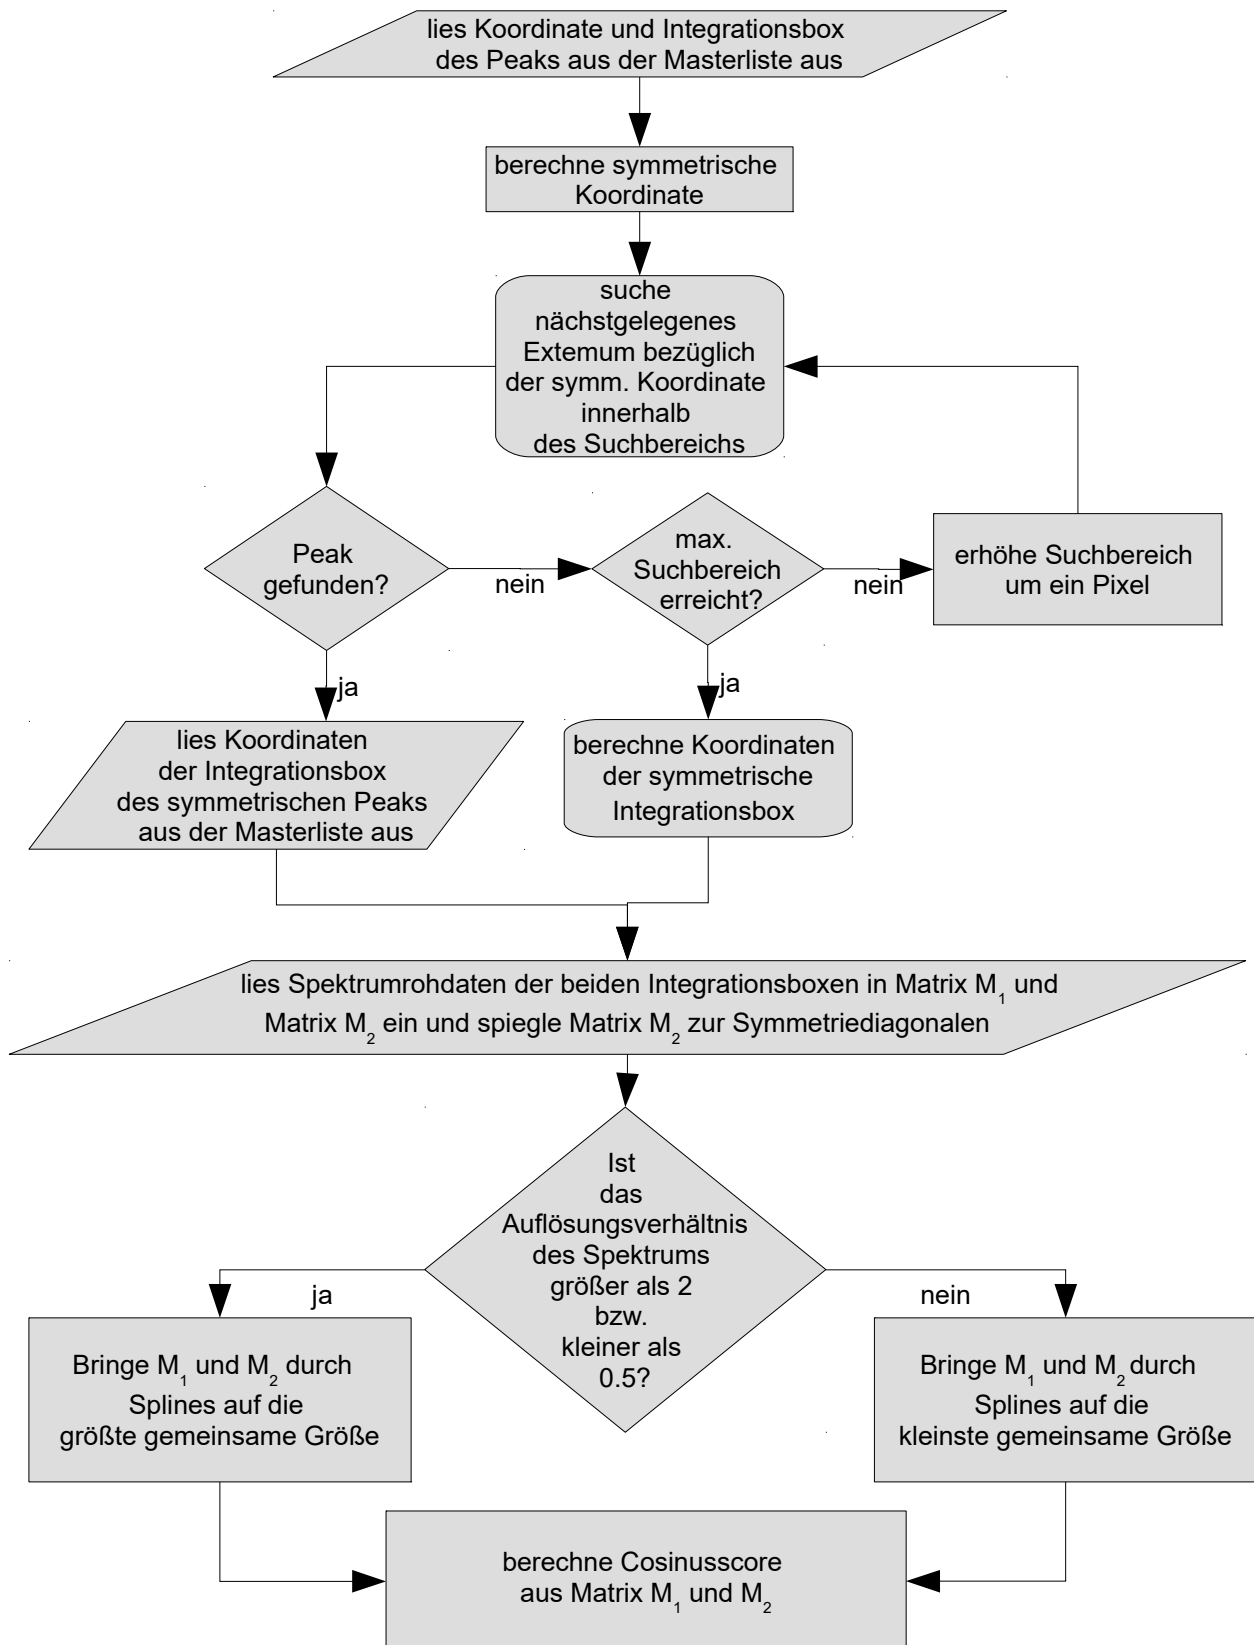 lies Koordinate und Integrationsbox
des Peaks aus der Masterliste aus
berechne symmetrische
Koordinate
suche
nächstgelegenes
Extemum bezüglich
der symm. Koordinate
innerhalb
des Suchbereichs
Peak
gefunden?
nein
max.
Suchbereich
erreicht?
nein
erhöhe Suchbereich
um ein Pixel
ja
ja
lies Koordinaten
der Integrationsbox
des symmetrischen Peaks
aus der Masterliste aus
berechne Koordinaten
der symmetrische
Integrationsbox
lies Spektrumrohdaten der beiden Integrationsboxen in Matrix M₁ und
Matrix M₂ ein und spiegle Matrix M₂ zur Symmetriediagonalen
Ist
das
Auflösungsverhältnis
des Spektrums
größer als 2
bzw.
kleiner als
0.5?
ja
nein
Bringe M₁ und M₂ durch
Splines auf die
größte gemeinsame Größe
Bringe M₁ und M₂ durch
Splines auf die
kleinste gemeinsame Größe
berechne Cosinusscore
aus Matrix M₁ und M₂